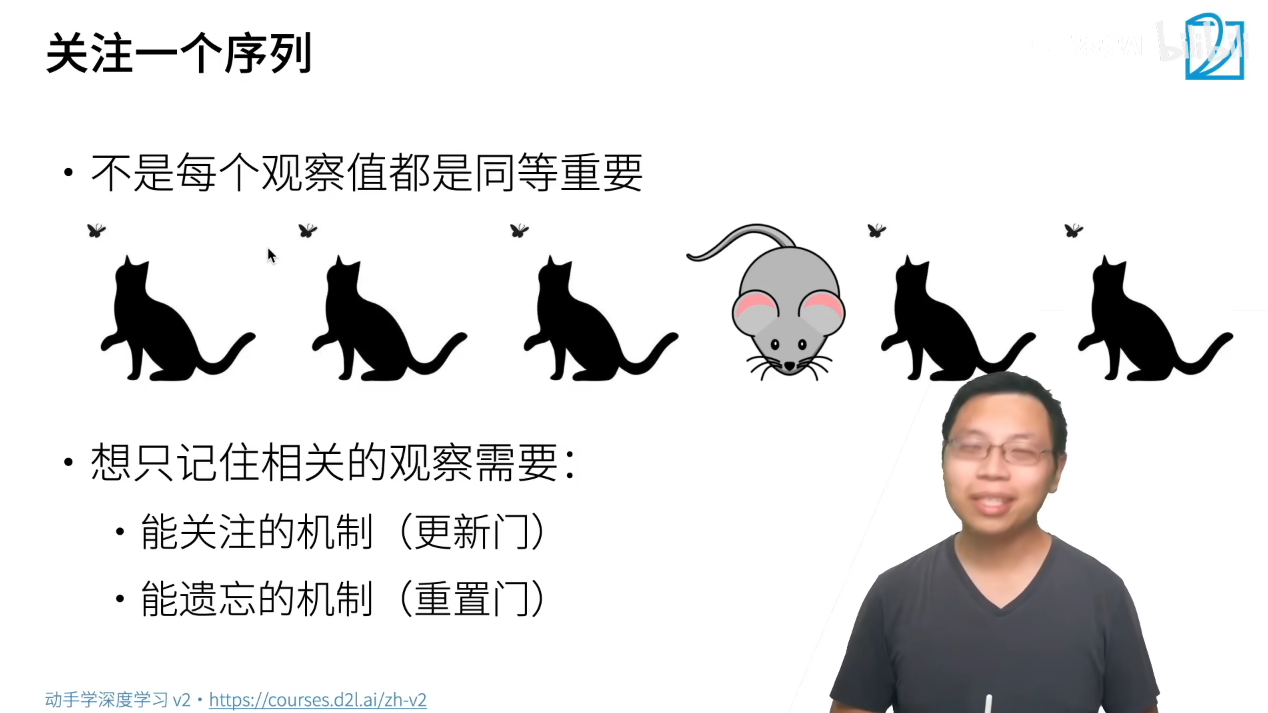 关注一个序列
bilibili
• 不是每个观察值都是同等重要
• 想只记住相关的观察需要：
• 能关注的机制（更新门）
• 能遗忘的机制（重置门）
动手学深度学习 v2 • https://courses.d2l.ai/zh-v2